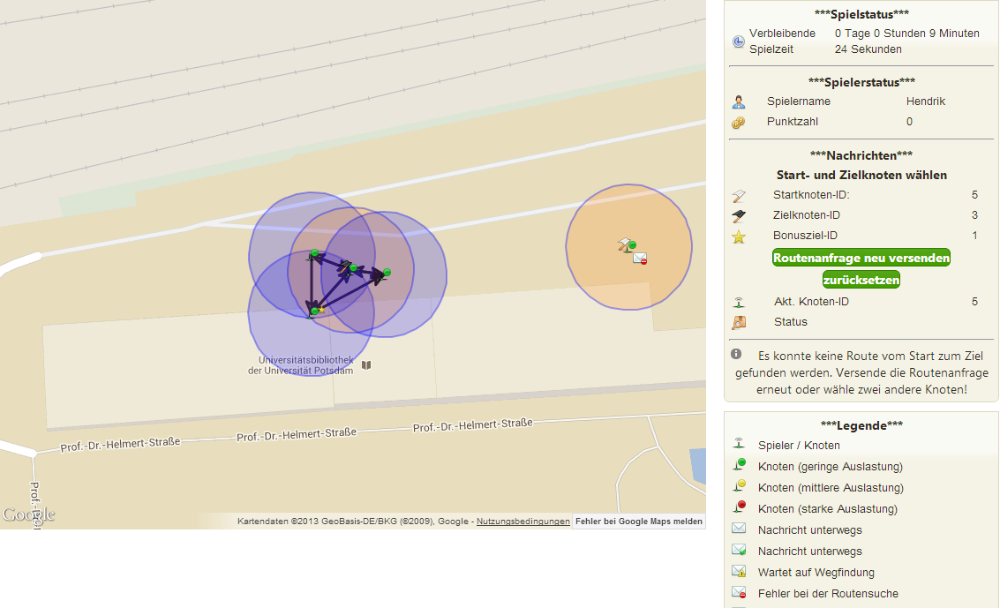 Universitätsbibliothek
der Universität Potsdam
Prof.-Dr.-Helmert-Straße
Prof.-Dr.-Helmert-Straße
Prof.-Dr.-Helmert-Straße
Google
Kartendaten ©2013 GeoBasis-DE/BKG (©2009), Google - Nutzungsbedingungen
Fehler bei Google Maps melden
***Spielstatus***
Verbleibende 0 Tage 0 Stunden 9 Minuten
Spielzeit 24 Sekunden
***Spielerstatus***
Spielername Hendrik
Punktzahl 0
***Nachrichten***
Start- und Zielknoten wählen
Startknoten-ID: 5
Zielknoten-ID 3
Bonusziel-ID 1
Routenanfrage neu versenden
zurücksetzen
Akt. Knoten-ID 5
Status
Es konnte keine Route vom Start zum Ziel
gefunden werden. Versende die Routenanfrage
erneut oder wähle zwei andere Knoten!
***Legende***
Spieler / Knoten
Knoten (geringe Auslastung)
Knoten (mittlere Auslastung)
Knoten (starke Auslastung)
Nachricht unterwegs
Nachricht unterwegs
Wartet auf Wegfindung
Fehler bei der Routensuche